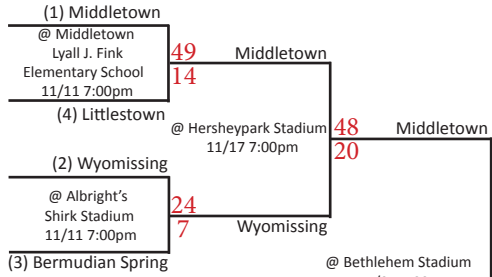 (1) Middletown
@ Middletown
Lyall J. Fink
Elementary School
11/11 7:00pm
49
14
Middletown
(4) Littlestown
@ Hersheypark Stadium
11/17 7:00pm
48
20
Middletown
(2) Wyomissing
@ Albright's
Shirk Stadium
11/11 7:00pm
24
7
Wyomissing
(3) Bermudian Spring
@ Bethlehem Stadium